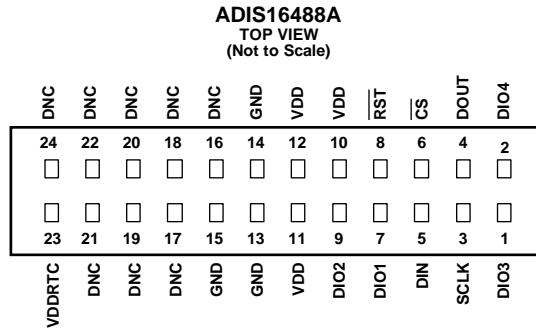 ADIS16488A
TOP VIEW
(Not to Scale)
DNC DNC DNC DNC DNC GND VDD VDD RST CS DOUT DIO4
24 22 20 18 16 14 12 10 8 6 4 2
23 21 19 17 15 13 11 9 7 5 3 1
VDDRTC DNC DNC DNC GND GND VDD DIO2 DIO1 DIN SCLK DIO3